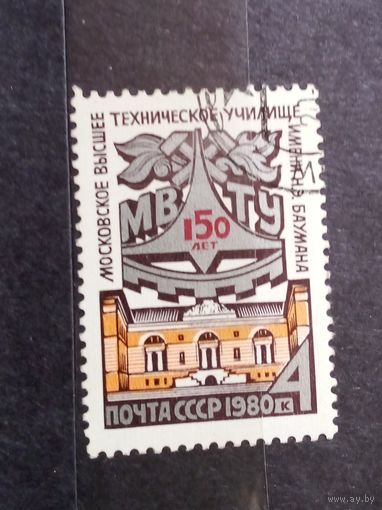 МОСКОВСКОЕ ВЫСШЕЕ
ТЕХНИЧЕСКОЕ УЧИЛИЩЕ
ИМЕНИ Н.Э. БАУМАНА
МВТУ
150
ЛЕТ
ПОЧТА СССР 1980 К 4
www.ay.by